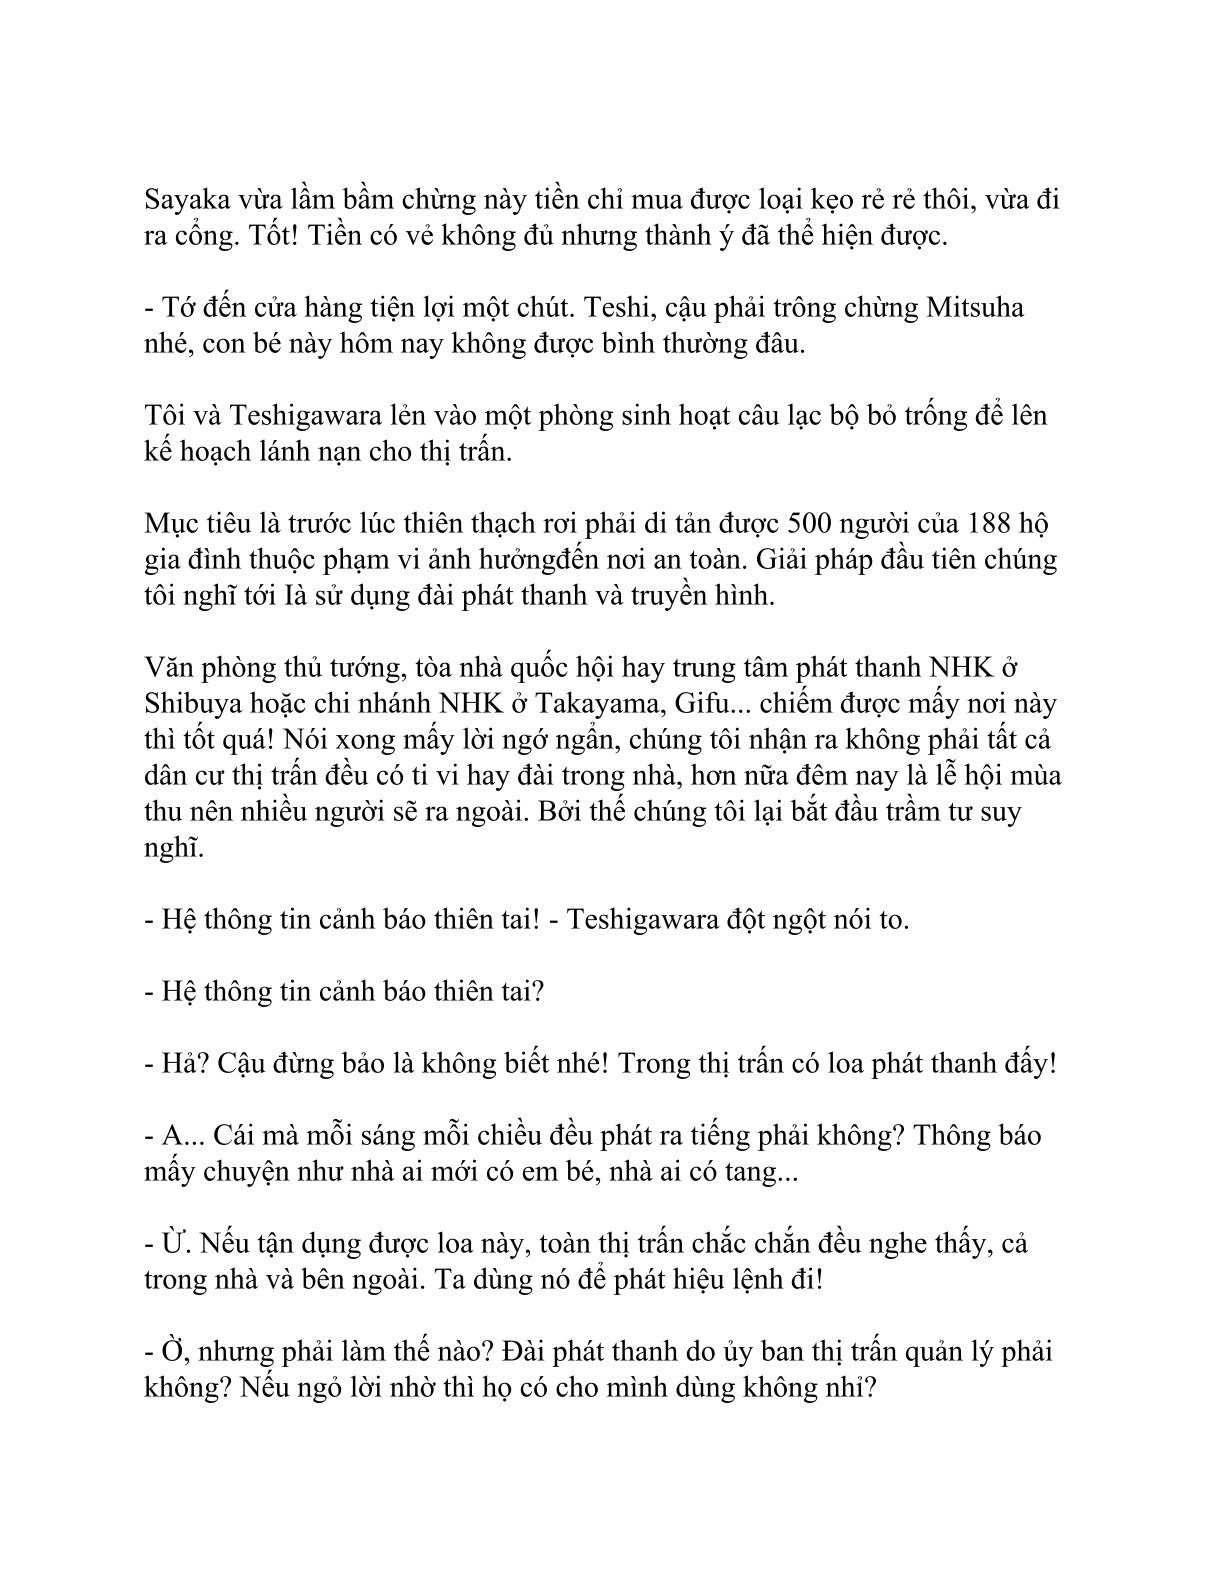 Sayaka vừa lầm bầm chừng này tiền chỉ mua được loại kẹo rẻ rẻ thôi, vừa đi
ra cổng. Tốt! Tiền có vẻ không đủ nhưng thành ý đã thể hiện được.
- Tớ đến cửa hàng tiện lợi một chút. Teshi, cậu phải trông chừng Mitsuha
nhé, con bé này hôm nay không được bình thường đâu.
Tôi và Teshigawara lẻn vào một phòng sinh hoạt câu lạc bộ bỏ trống để lên
kế hoạch lánh nạn cho thị trấn.
Mục tiêu là trước lúc thiên thạch rơi phải di tản được 500 người của 188 hộ
gia đình thuộc phạm vi ảnh hưởngđến nơi an toàn. Giải pháp đầu tiên chúng
tôi nghĩ tới Ià sử dụng đài phát thanh và truyền hình.
Văn phòng thủ tướng, tòa nhà quốc hội hay trung tâm phát thanh NHK ở
Shibuya hoặc chi nhánh NHK ở Takayama, Gifu... chiếm được mấy nơi này
thì tốt quá! Nói xong mấy lời ngớ ngẩn, chúng tôi nhận ra không phải tất cả
dân cư thị trấn đều có ti vi hay đài trong nhà, hơn nữa đêm nay là lễ hội mùa
thu nên nhiều người sẽ ra ngoài. Bởi thế chúng tôi lại bắt đầu trầm tư suy
nghĩ.
- Hệ thông tin cảnh báo thiên tai! - Teshigawara đột ngột nói to.
- Hệ thông tin cảnh báo thiên tai?
- Hả? Cậu đừng bảo là không biết nhé! Trong thị trấn có loa phát thanh đấy!
- A... Cái mà mỗi sáng mỗi chiều đều phát ra tiếng phải không? Thông báo
mấy chuyện như nhà ai mới có em bé, nhà ai có tang...
- Ừ. Nếu tận dụng được loa này, toàn thị trấn chắc chắn đều nghe thấy, cả
trong nhà và bên ngoài. Ta dùng nó để phát hiệu lệnh đi!
- Ờ, nhưng phải làm thế nào? Đài phát thanh do ủy ban thị trấn quản lý phải
không? Nếu ngỏ lời nhờ thì họ có cho mình dùng không nhỉ?